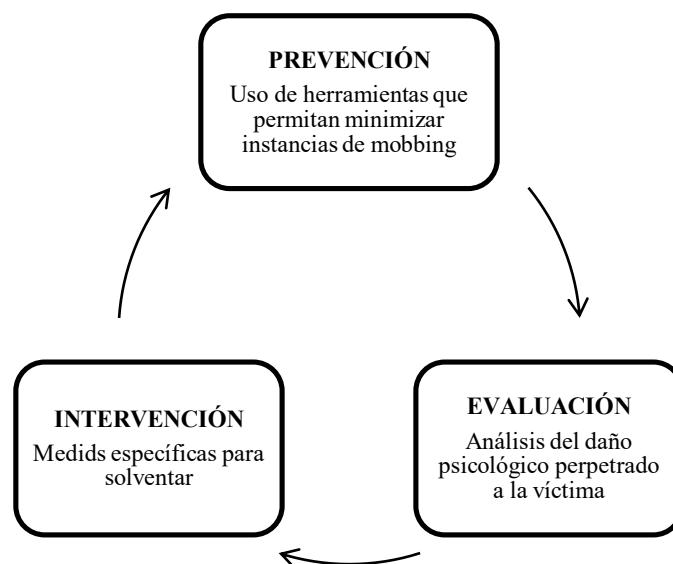 PREVENCIÓN
Uso de herramientas que
permitan minimizar
instancias de mobbing
EVALUACIÓN
Análisis del daño
psicológico perpetrado
a la víctima
INTERVENCIÓN
Medids específicas para
solventar